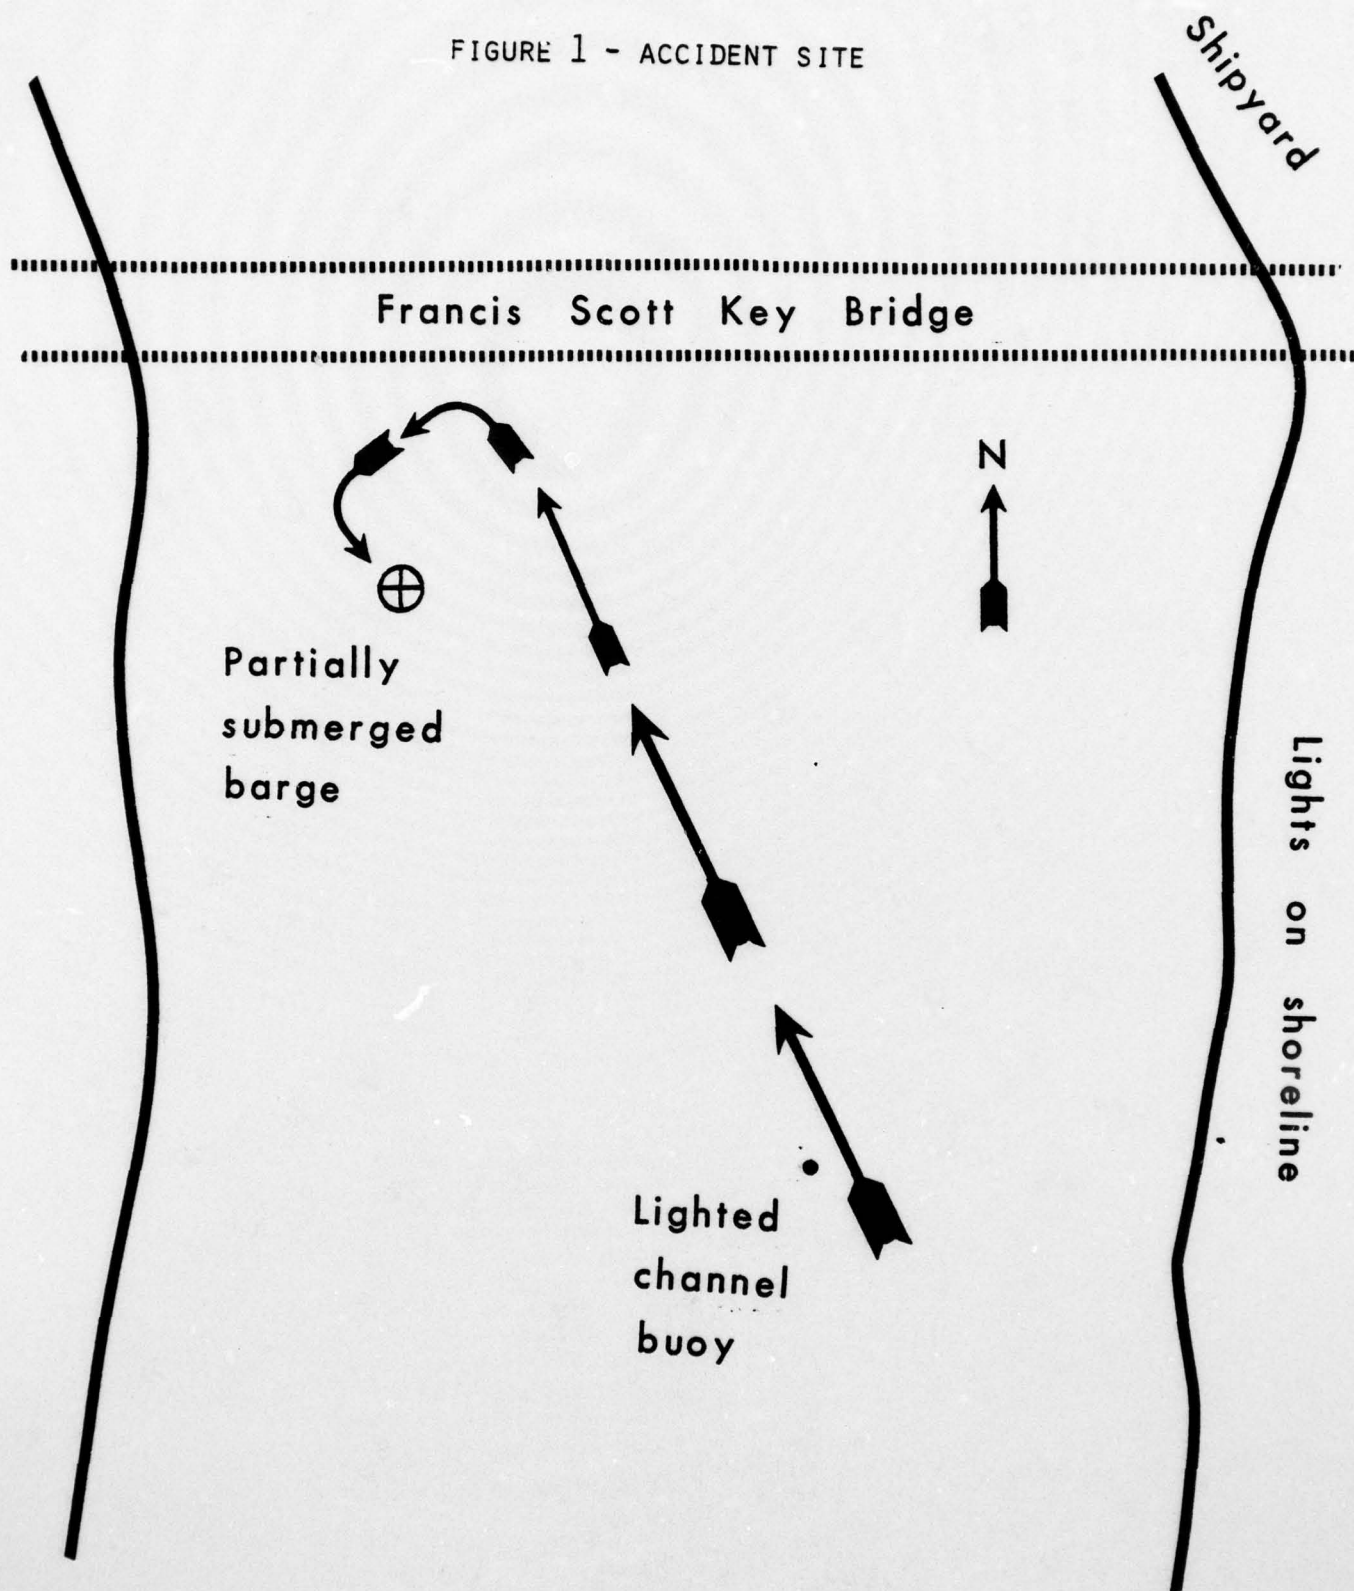 FIGURE 1 - ACCIDENT SITE
Shipyard
Francis Scott Key Bridge
N
Partially
submerged
barge
Lights on shoreline
Lighted
channel
buoy